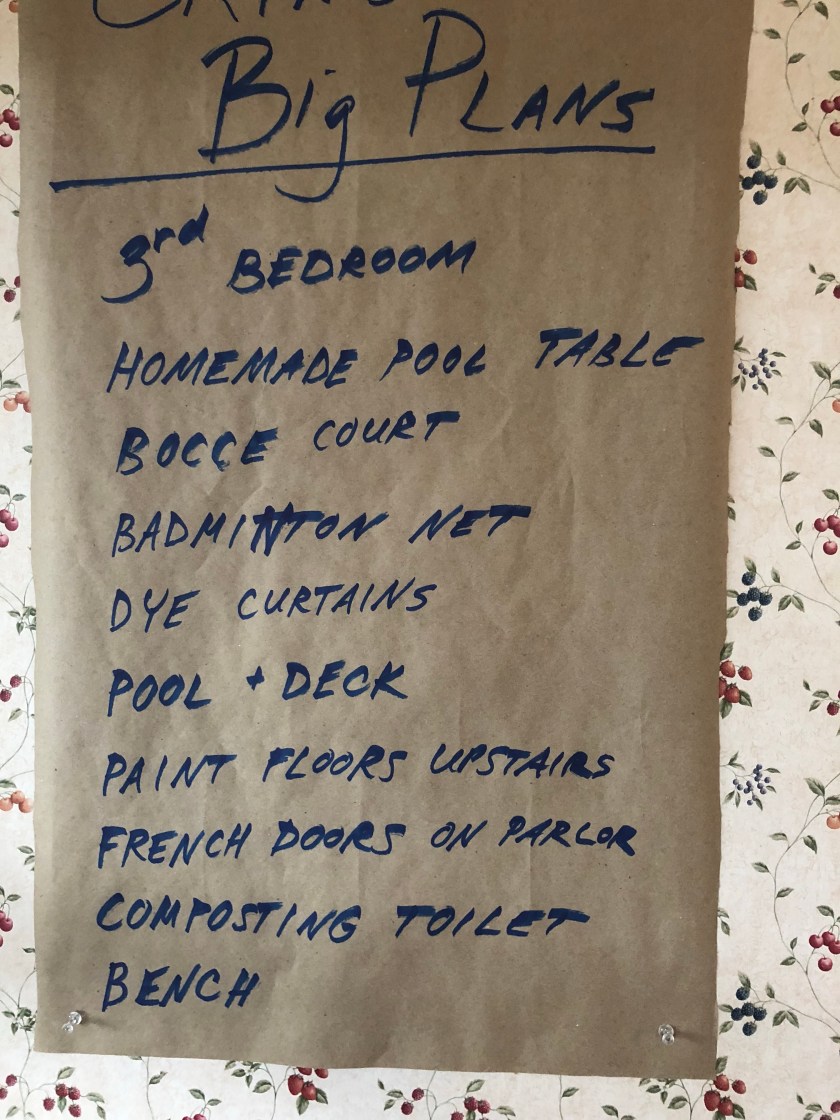 Big PLANS
3rd BEDROOM
HOMEMADE POOL TABLE
BOCCE COURT
BADMINTON NET
DYE CURTAINS
POOL + DECK
PAINT FLOORS UPSTAIRS
FRENCH DOORS ON PARLOR
COMPOSTING TOILET
BENCH